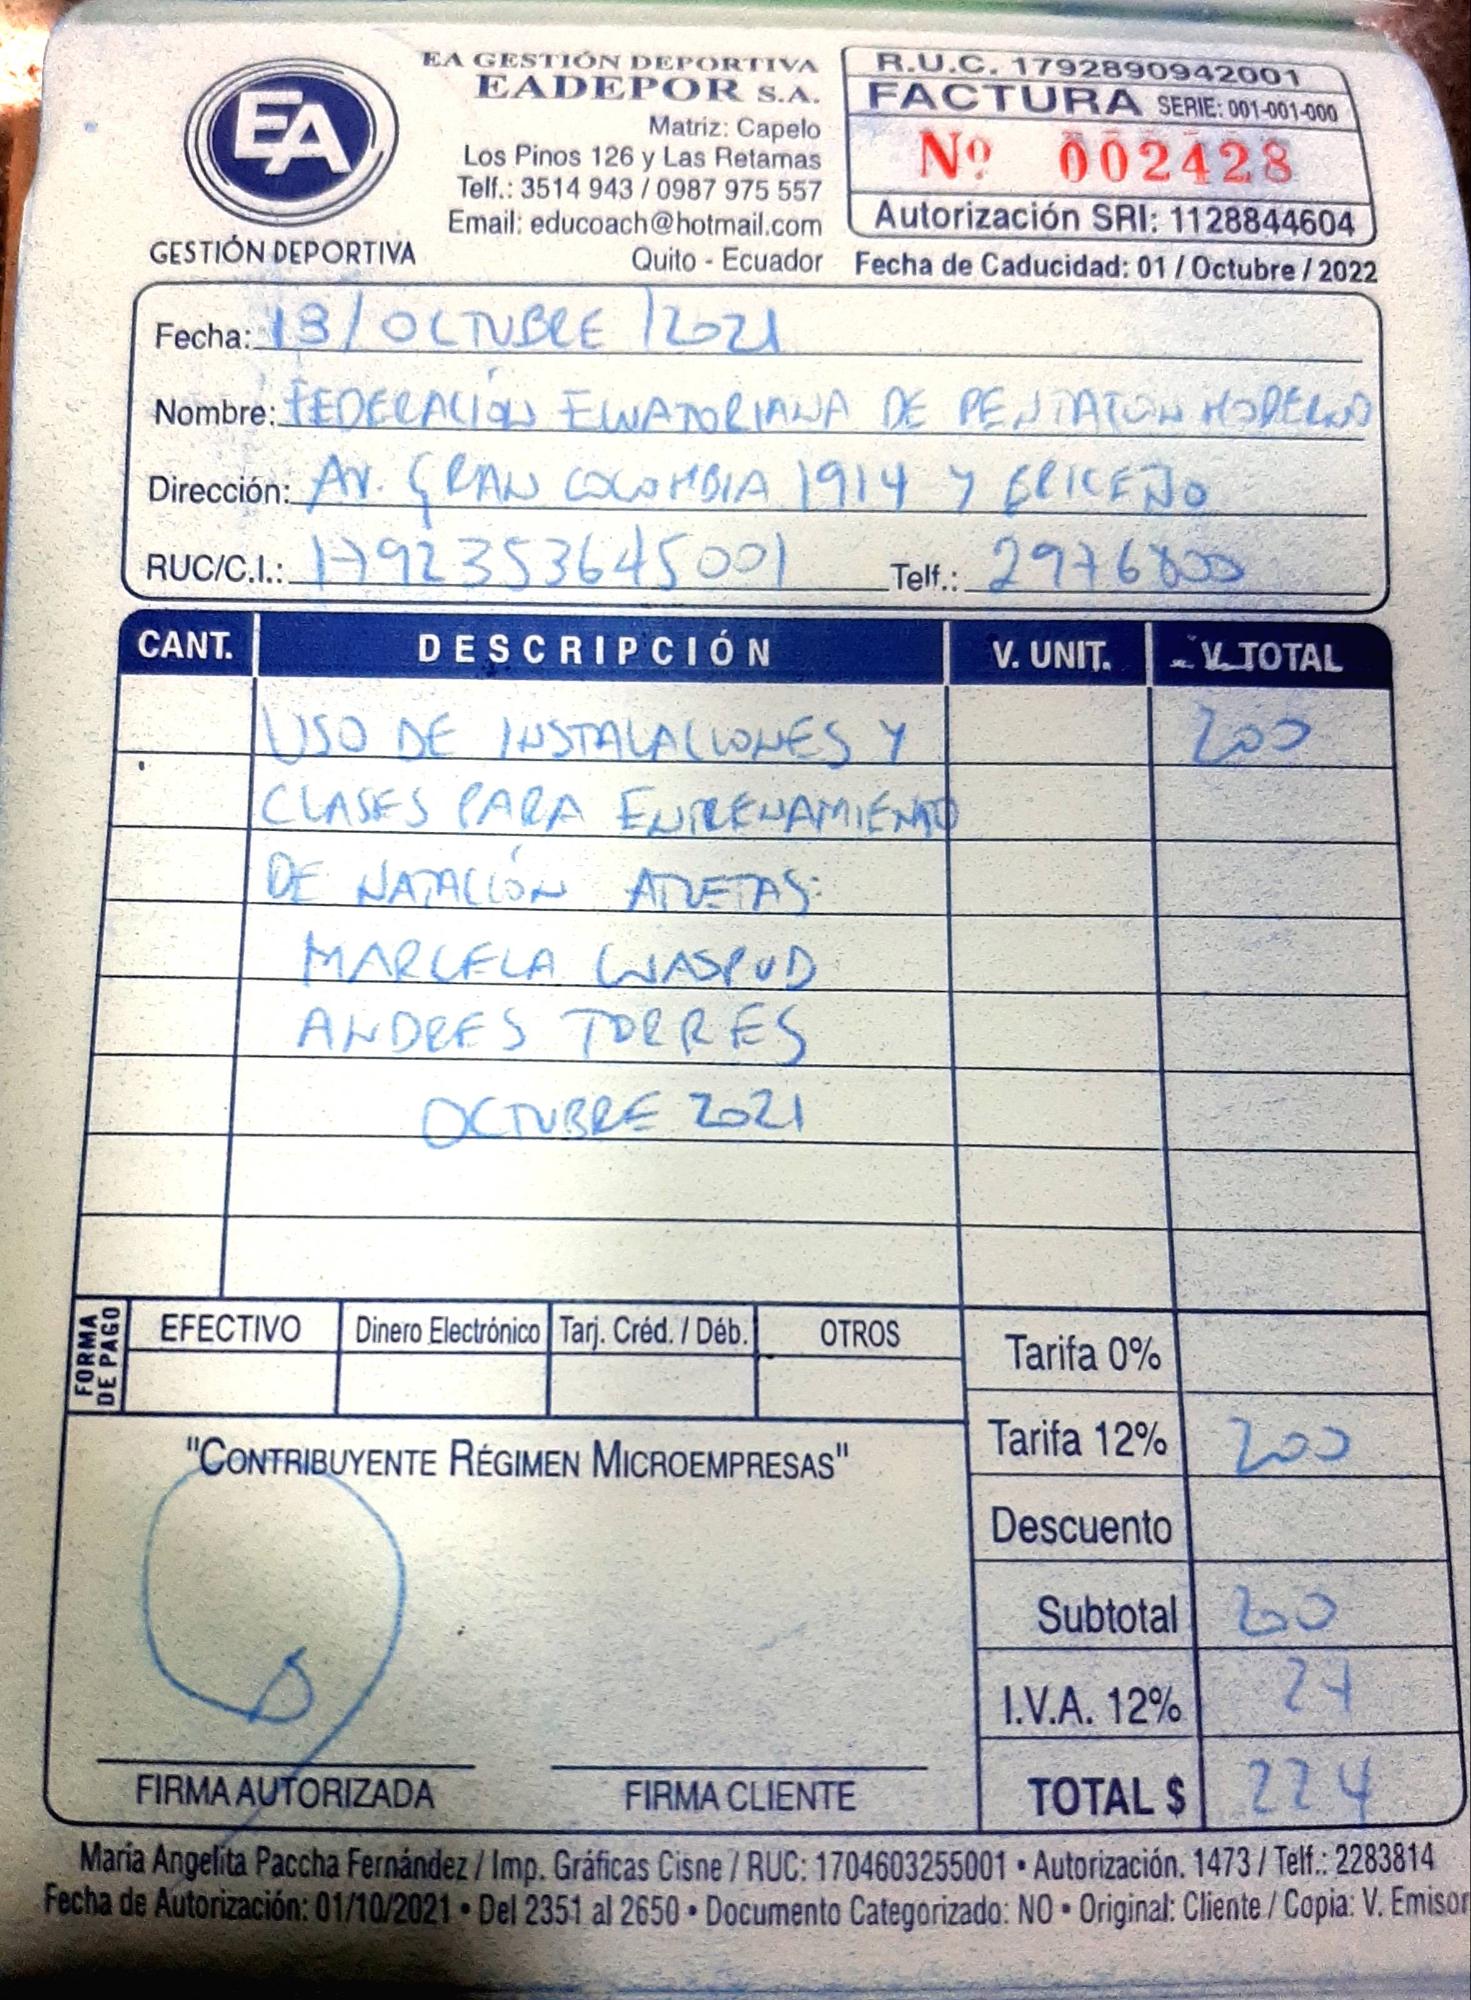 EA
GESTIÓN DEPORTIVA
EA GESTIÓN DEPORTIVA
EADEPOR S.A.
Matriz: Capelo
Los Pinos 126 y Las Retamas
Telf.: 3514 943 / 0987 975 557
Email: educoach@hotmail.com
Quito - Ecuador
R.U.C. 1792890942001
FACTURA SERIE: 001-001-000
Nº 002428
Autorización SRI: 1128844604
Fecha de Caducidad: 01 / Octubre / 2022
Fecha: 13/OCTUBRE/2021
Nombre: FEDERACIÓN ECUATORIANA DE PENTATON MODERNO
Dirección: AV. GRAN COLOMBIA 1914 Y BRICEÑO
RUC/C.I.: 1792353645001 Telf.: 2976800
CANT. DESCRIPCIÓN V. UNIT. V. TOTAL
USO DE INSTALACIONES Y 200
CLASES PARA ENTRENAMIENTO
DE NATACIÓN ATLETAS:
MARCELA CUASPUD
ANDRES TORRES
OCTUBRE 2021
FORMA DE PAGO
EFECTIVO Dinero Electrónico Tarj. Créd. / Déb. OTROS
Tarifa 0%
Tarifa 12% 200
Descuento
Subtotal 200
I.V.A. 12% 24
TOTAL $ 224
"CONTRIBUYENTE RÉGIMEN MICROEMPRESAS"
FIRMA AUTORIZADA FIRMA CLIENTE
María Angelita Paccha Fernández / Imp. Gráficas Cisne / RUC: 1704603255001 • Autorización. 1473 / Telf.: 2283814
Fecha de Autorización: 01/10/2021 • Del 2351 al 2650 • Documento Categorizado: NO • Original: Cliente / Copia: V. Emisor